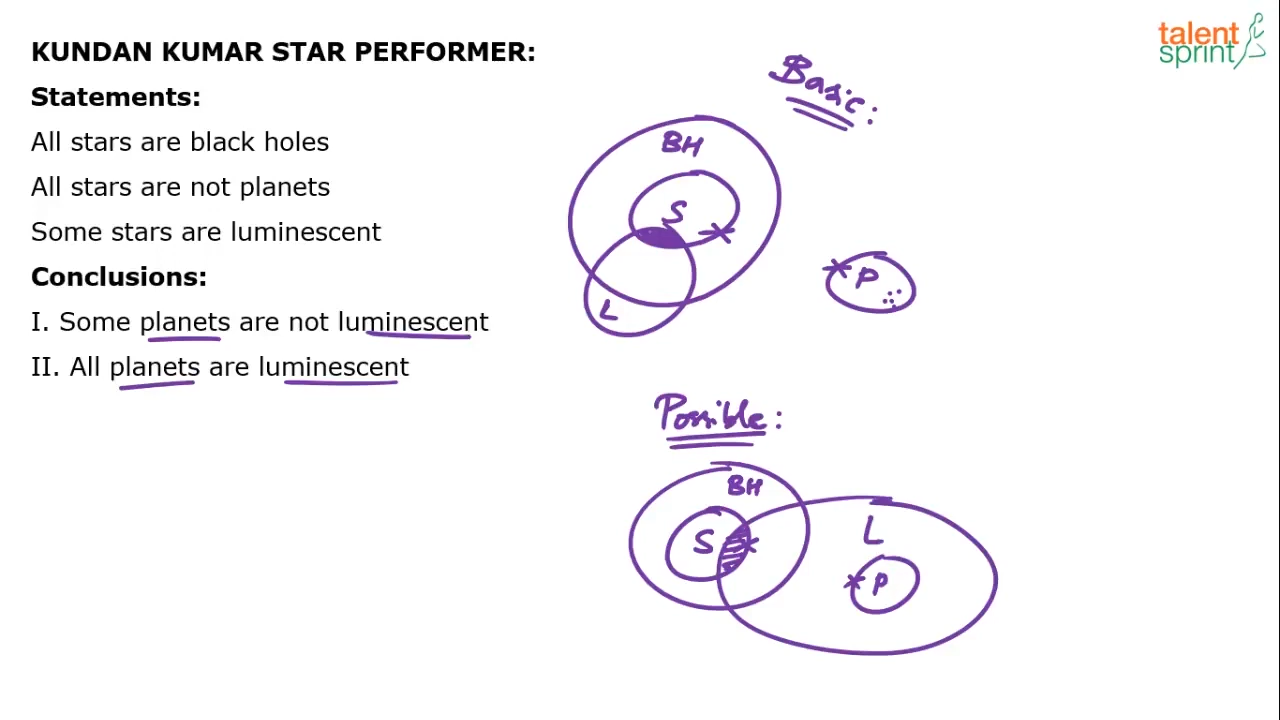 KUNDAN KUMAR STAR PERFORMER:
Statements:
All stars are black holes
All stars are not planets
Some stars are luminescent
Conclusions:
I. Some planets are not luminescent
II. All planets are luminescent
talent
sprint
Basic:
BH
S
P
L
Possible:
BH
L
S
P